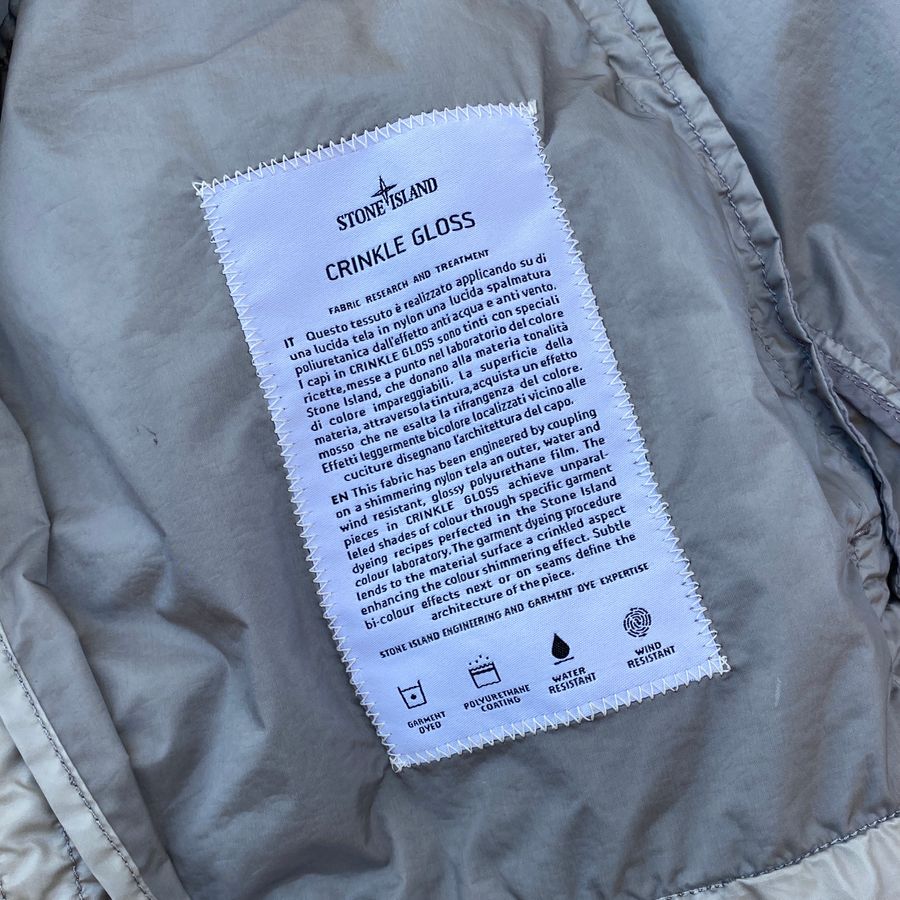 STONE ISLAND
CRINKLE GLOSS
FABRIC RESEARCH AND TREATMENT
IT Questo tessuto è realizzato applicando su di
una lucida tela in nylon una lucida spalmatura
poliuretanica dall'effetto anti acqua e anti vento.
I capi in CRINKLE GLOSS sono tinti con speciali
ricette, messe a punto nel laboratorio del colore
Stone Island, che donano alla materia tonalità
di colore impareggiabili. La superficie della
materia, attraverso la tintura, acquista un effetto
mosso che ne esalta la rifrangenza del colore.
Effetti leggermente bicolore localizzati vicino alle
cuciture disegnano l'architettura del capo.
EN This fabric has been engineered by coupling
on a shimmering nylon tela an outer, water and
wind resistant, glossy polyurethane film. The
pieces in CRINKLE GLOSS achieve unparal-
leled shades of colour through specific garment
dyeing recipes perfected in the Stone Island
colour laboratory. The garment dyeing procedure
lends to the material surface a crinkled aspect
enhancing the colour shimmering effect. Subtle
bi-colour effects next or on seams define the
architecture of the piece.
STONE ISLAND ENGINEERING AND GARMENT DYE EXPERTISE
GARMENT
DYED
POLYURETHANE
COATING
WATER
RESISTANT
WIND
RESISTANT